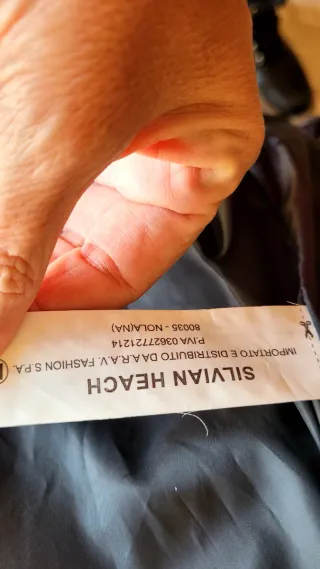 SILVIAN HEACH
IMPORTATO E DISTRIBUITO DA A.R.A.V. FASHION S.P.A.
P.IVA 03627721214
80035 - NOLA(NA)